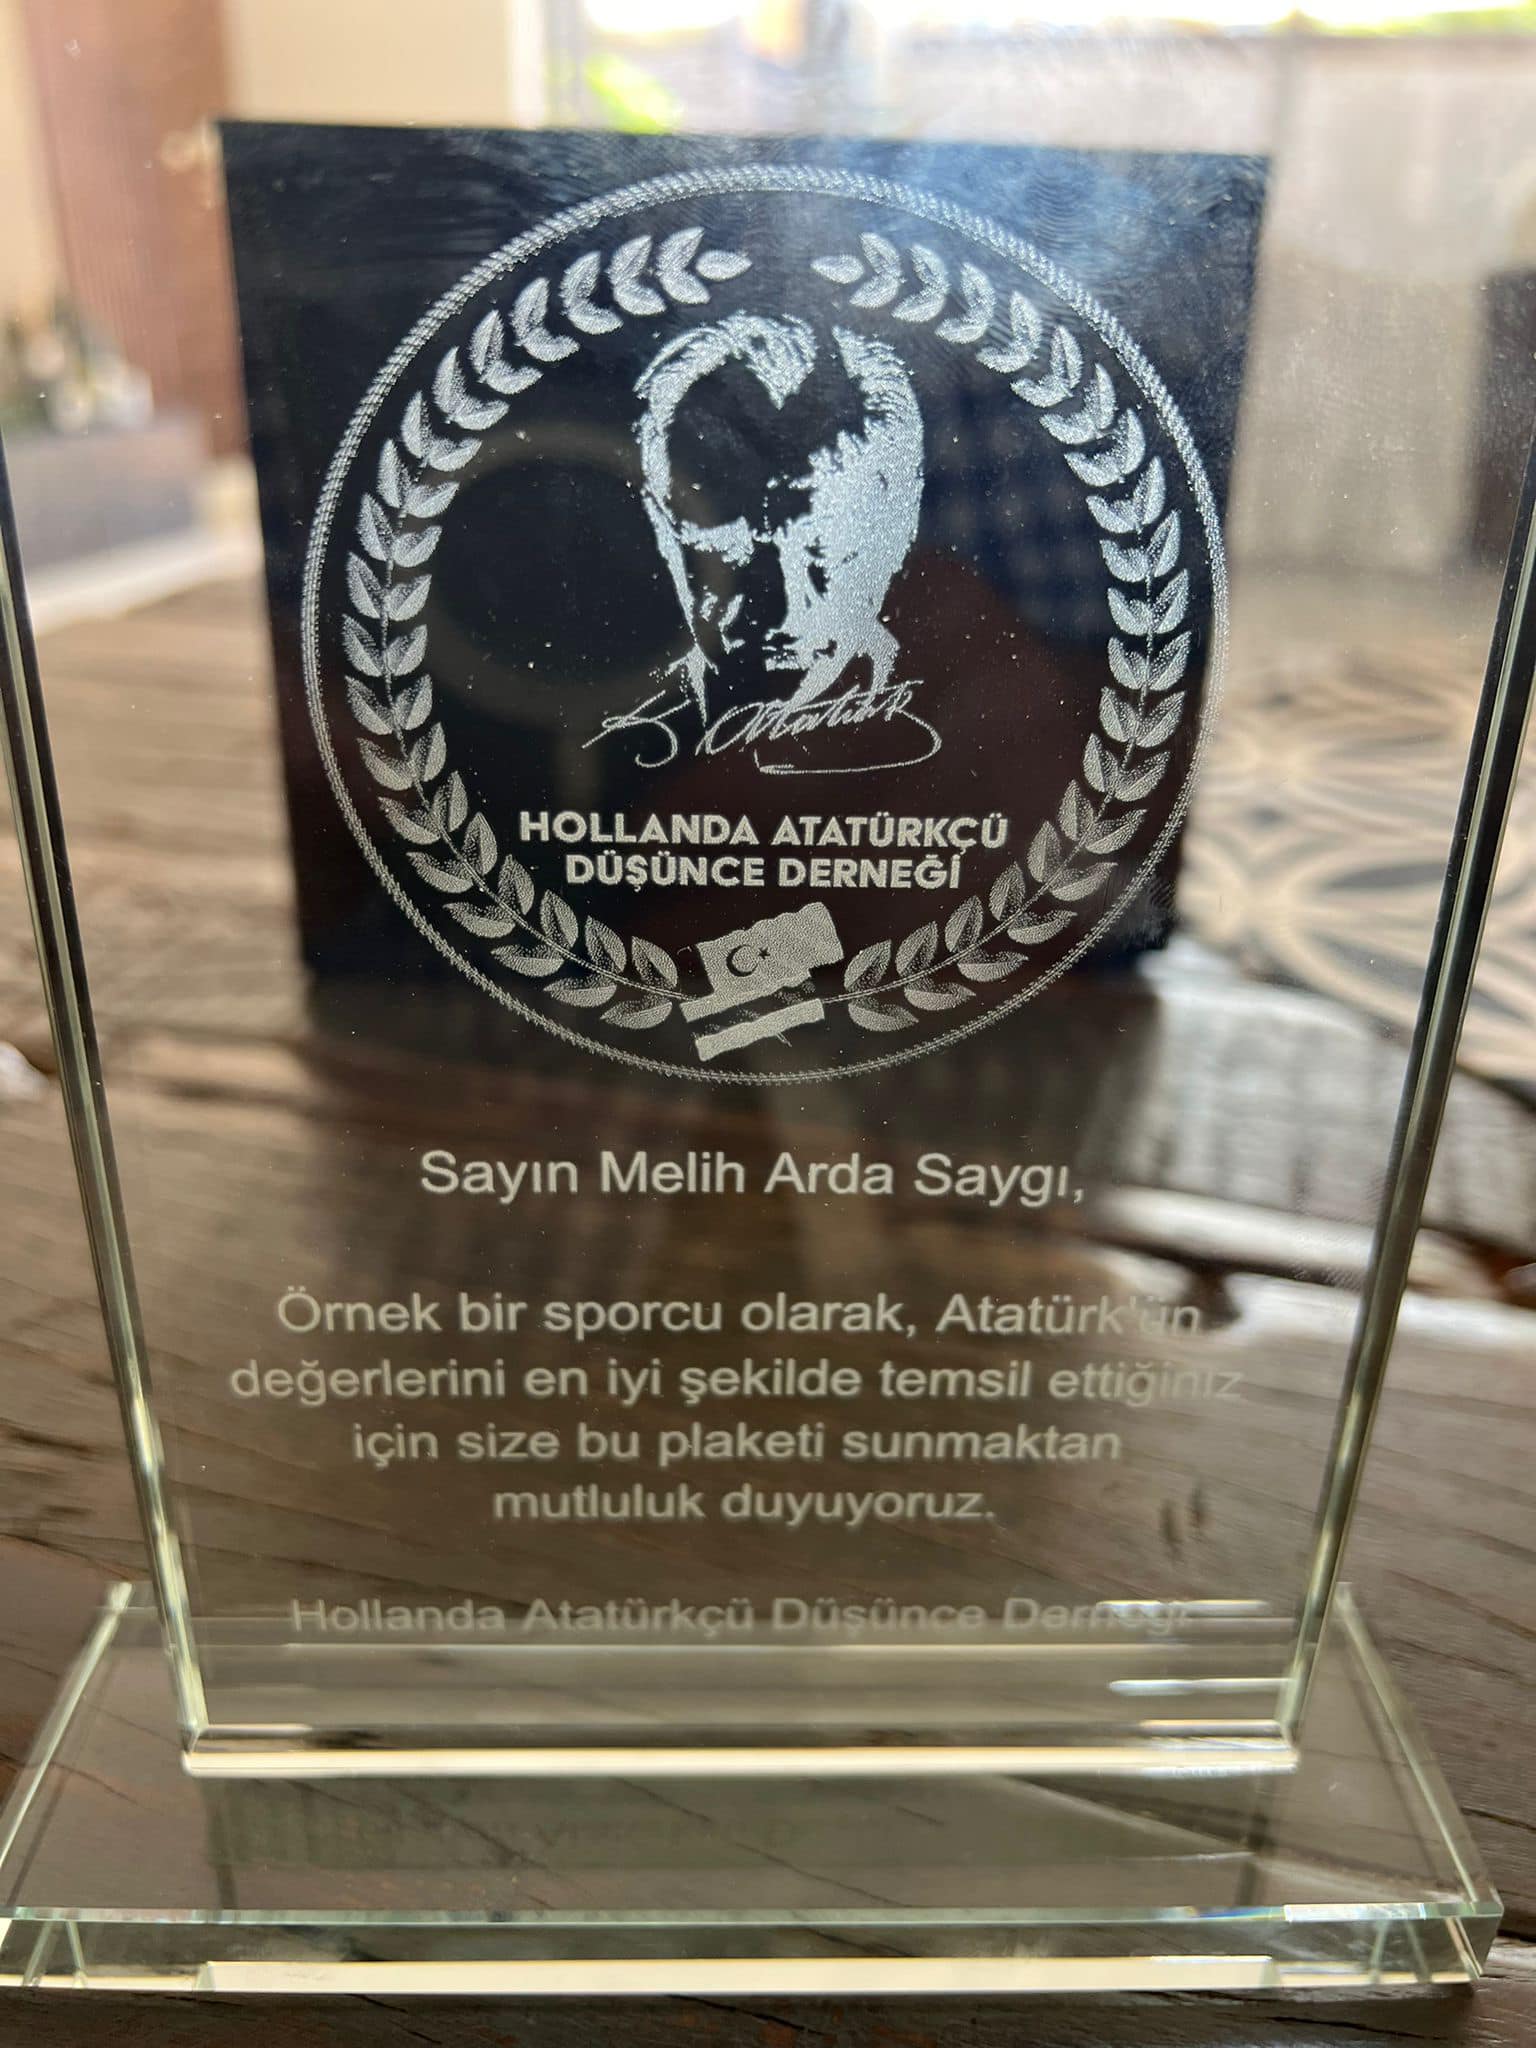 K. Atatürk
HOLLANDA ATATÜRKÇÜ
DÜŞÜNCE DERNEĞİ
Sayın Melih Arda Saygı,
Örnek bir sporcu olarak, Atatürk'ün
değerlerini en iyi şekilde temsil ettiğiniz
için size bu plaketi sunmaktan
mutluluk duyuyoruz.
Hollanda Atatürkçü Düşünce Derneği